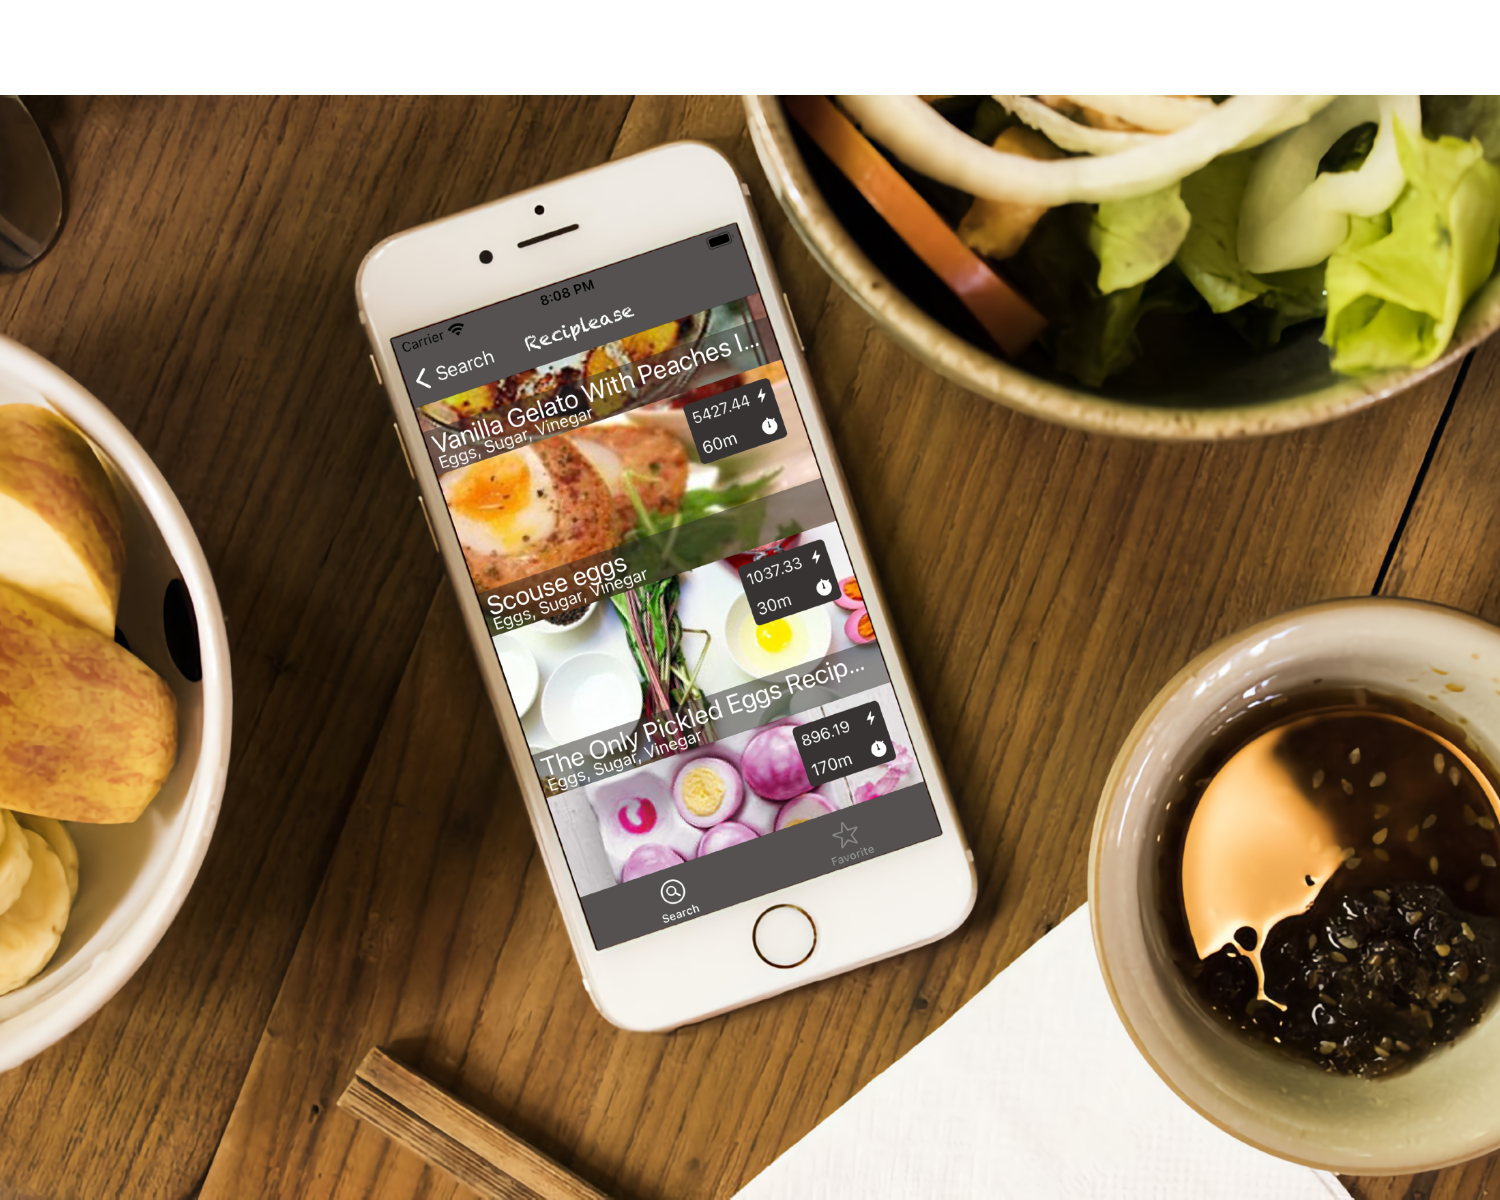 8:08 PM
Carrier
Search
Reciplease
Vanilla Gelato With Peaches I...
Eggs, Sugar, Vinegar
5427.44
60m
Scouse eggs
Eggs, Sugar, Vinegar
1037.33
30m
The Only Pickled Eggs Recip...
Eggs, Sugar, Vinegar
896.19
170m
Search
Favorite